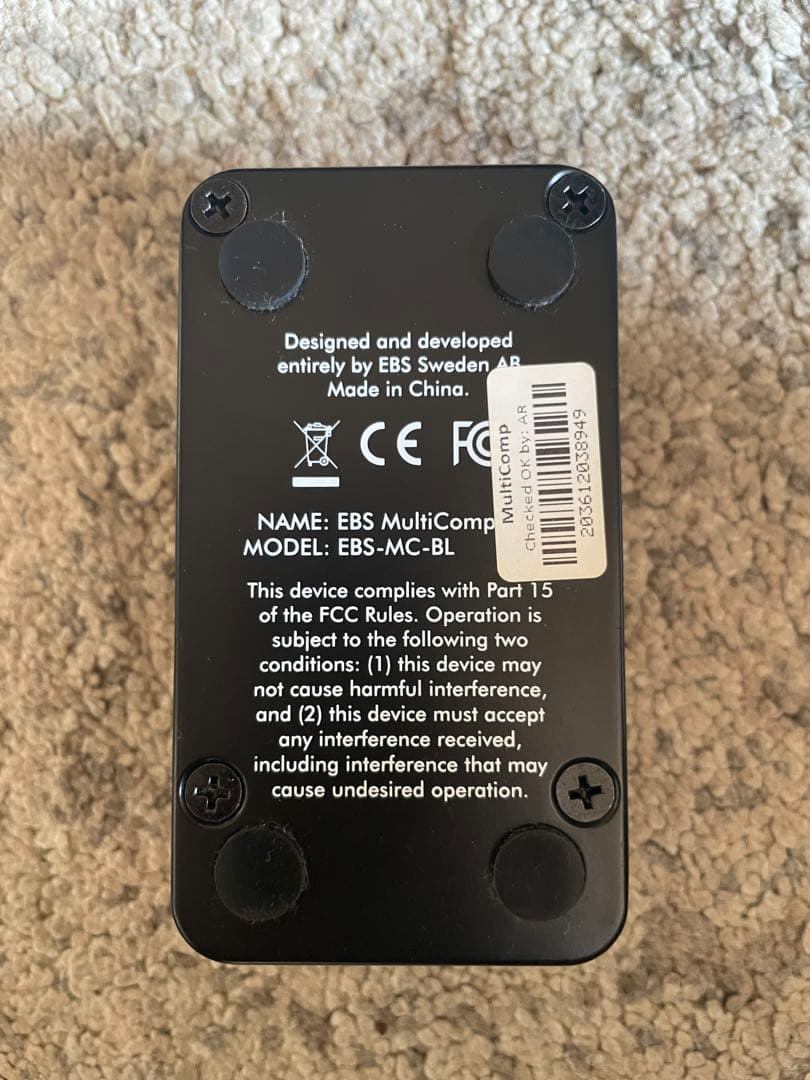 Designed and developed
entirely by EBS Sweden AB
Made in China.
CE FC
NAME: EBS MultiComp
MODEL: EBS-MC-BL
This device complies with Part 15
of the FCC Rules. Operation is
subject to the following two
conditions: (1) this device may
not cause harmful interference,
and (2) this device must accept
any interference received,
including interference that may
cause undesired operation.
MultiComp
Checked OK by: AR
203612038949